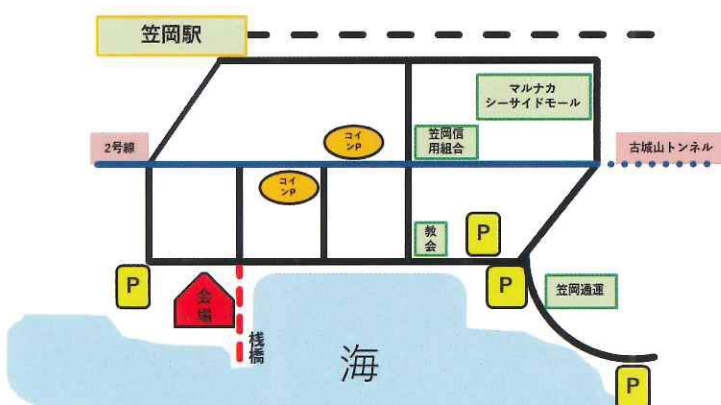 笠岡駅
マルナカ
シーサイドモール
コイ
ンP
笠岡信
用組合
2号線
古城山トンネル
コイ
ンP
教
会
P
P
P
会
場
笠岡通運
桟
橋
海
P